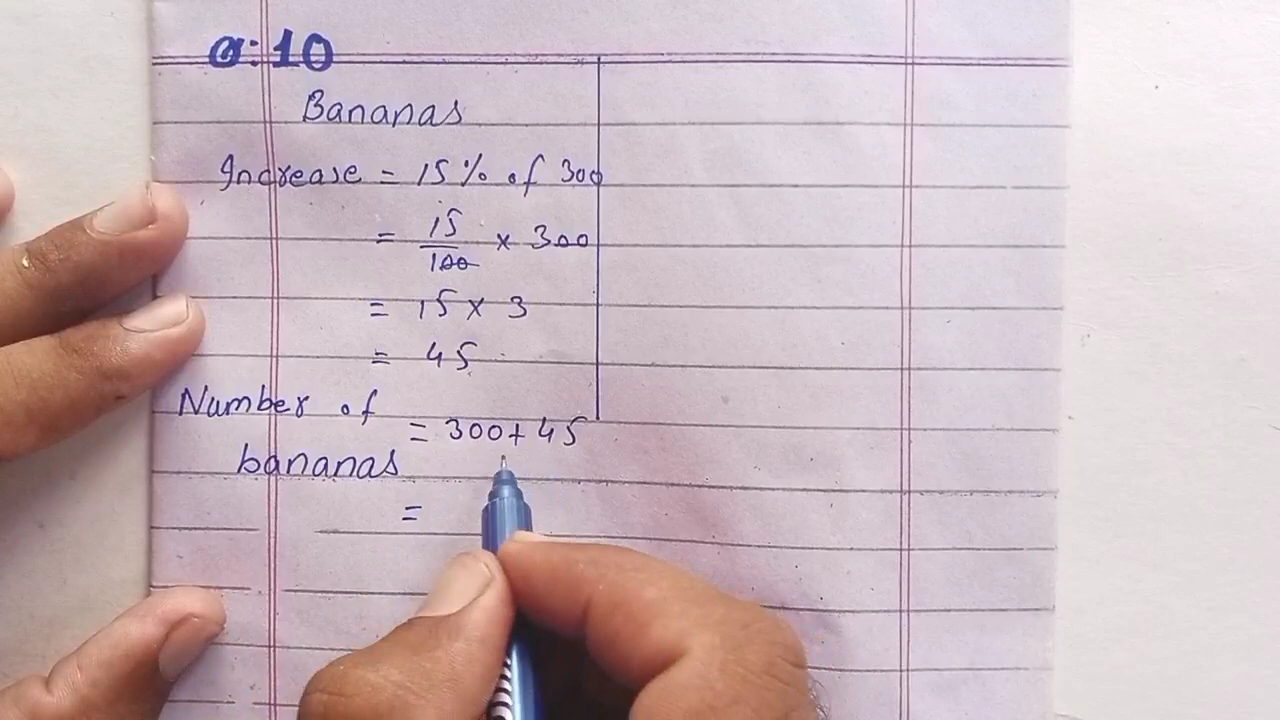 Q:10
Bananas
Increase = 15% of 300
= 15/100 × 300
= 15 × 3
= 45
Number of
bananas = 300 + 45
=